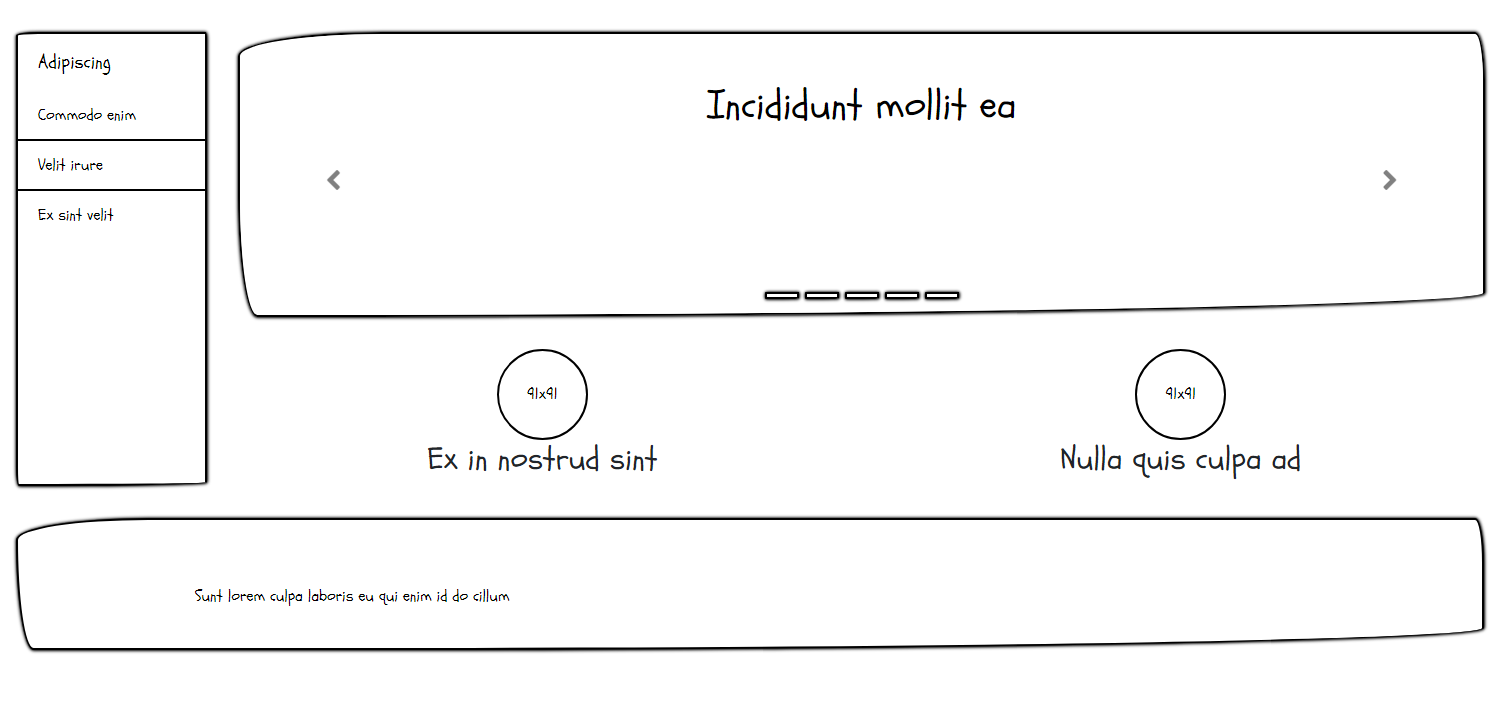 Adipiscing
Commodo enim
Velit irure
Ex sint velit
Incididunt mollit ea
91x91
Ex in nostrud sint
91x91
Nulla quis culpa ad
Sunt lorem culpa laboris eu qui enim id do cillum